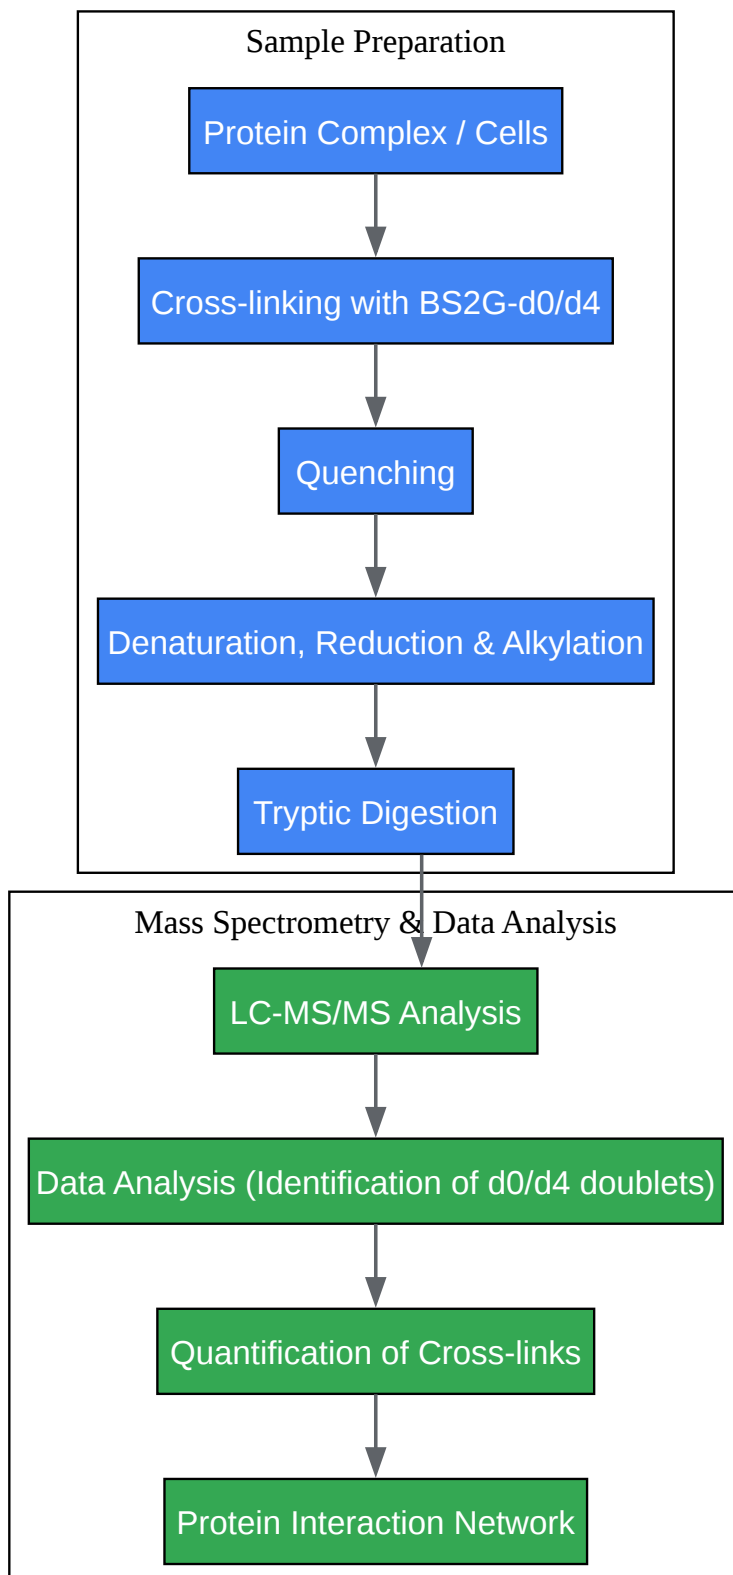 Sample Preparation
Protein Complex / Cells
Cross-linking with BS2G-d0/d4
Quenching
Denaturation, Reduction & Alkylation
Tryptic Digestion
Mass Spectrometry & Data Analysis
LC-MS/MS Analysis
Data Analysis (Identification of d0/d4 doublets)
Quantification of Cross-links
Protein Interaction Network